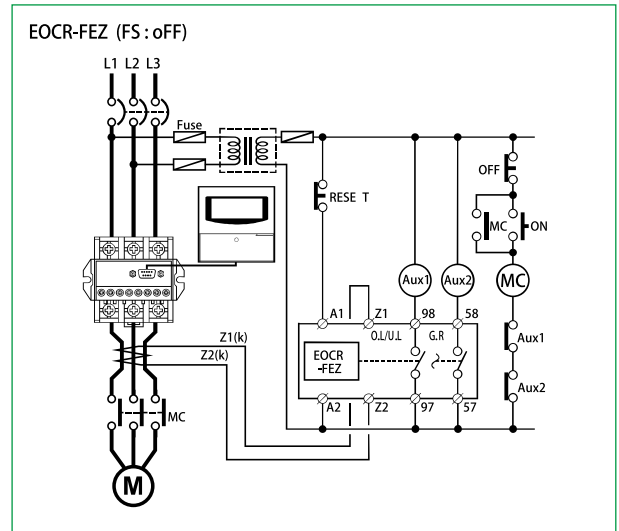 EOCR-FEZ (FS : oFF)
L1 L2 L3
Fuse
RESE T
OFF
MC
ON
Aux1
Aux2
MC
A1
Z1
98
58
O.L/U.L
G.R
Aux1
EOCR
-FEZ
Aux2
A2
Z2
97
57
Z1(k)
Z2(k)
MC
M